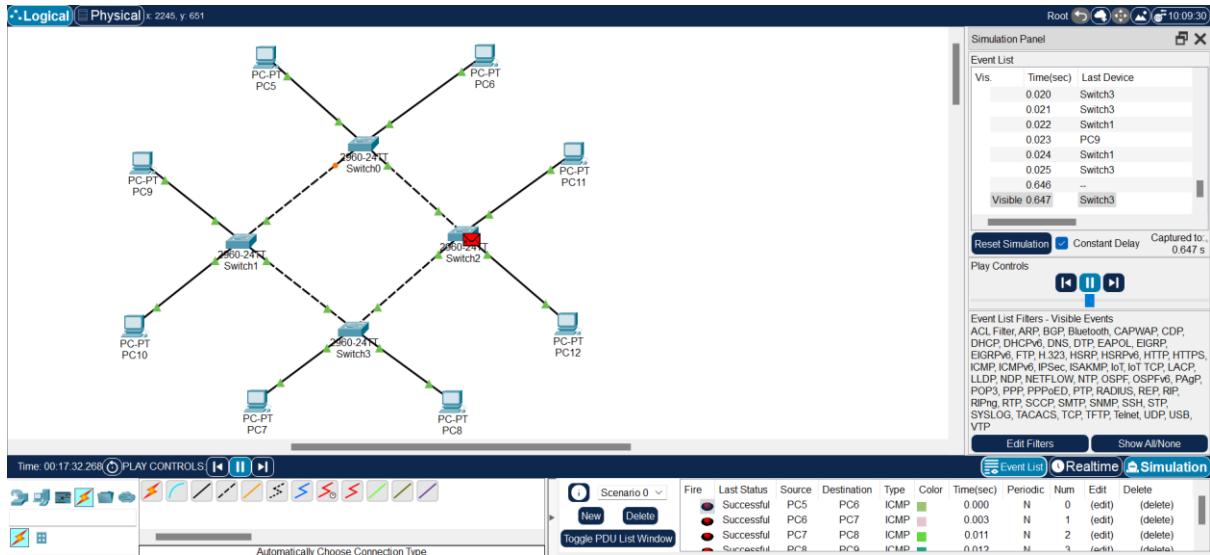 Logical
Physical
x: 2245, y: 651
Root
10:09:30
PC-PT
PC5
PC-PT
PC6
2960-24TT
Switch0
PC-PT
PC9
PC-PT
PC11
2960-24TT
Switch1
2960-24TT
Switch2
PC-PT
PC10
2960-24TT
Switch3
PC-PT
PC12
PC-PT
PC7
PC-PT
PC8
Simulation Panel
Event List
Vis. Time(sec) Last Device
0.020 Switch3
0.021 Switch3
0.022 Switch1
0.023 PC9
0.024 Switch1
0.025 Switch3
0.646 --
Visible 0.647 Switch3
Reset Simulation Constant Delay Captured to:
0.647 s
Play Controls
Event List Filters - Visible Events
ACL Filter, ARP, BGP, Bluetooth, CAPWAP, CDP,
DHCP, DHCPv6, DNS, DTP, EAPOL, EIGRP,
EIGRPv6, FTP, H.323, HSRP, HSRPv6, HTTP, HTTPS,
ICMP, ICMPv6, IPSec, ISAKMP, IoT, IoT TCP, LACP,
LLDP, NDP, NETFLOW, NTP, OSPF, OSPFv6, PAgP,
POP3, PPP, PPPoED, PTP, RADIUS, REP, RIP,
RIPng, RTP, SCCP, SMTP, SNMP, SSH, STP,
SYSLOG, TACACS, TCP, TFTP, Telnet, UDP, USB,
VTP
Edit Filters Show All/None
Time: 00:17:32.268 PLAY CONTROLS:
Event List Realtime Simulation
Automatically Choose Connection Type
Scenario 0
New Delete
Toggle PDU List Window
Fire Last Status Source Destination Type Color Time(sec) Periodic Num Edit Delete
Successful PC5 PC6 ICMP 0.000 N 0 (edit) (delete)
Successful PC6 PC7 ICMP 0.003 N 1 (edit) (delete)
Successful PC7 PC8 ICMP 0.011 N 2 (edit) (delete)
Successful PC8 PC9 ICMP 0.012 N 3 (edit) (delete)